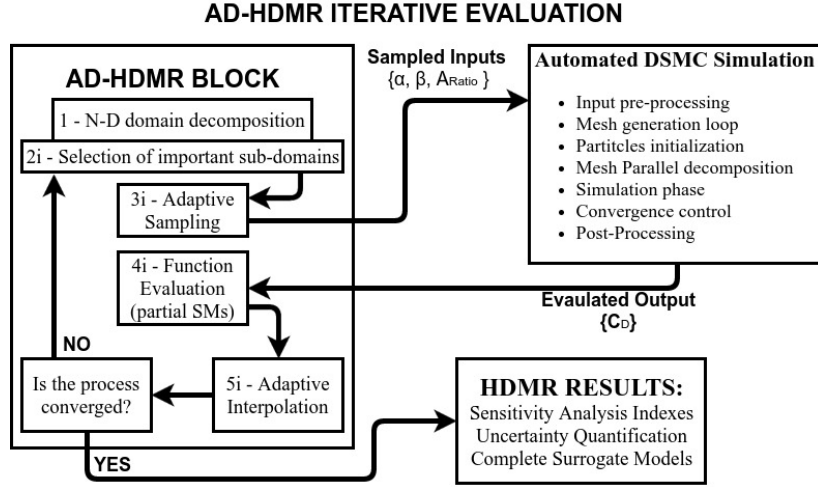 AD-HDMR ITERATIVE EVALUATION
AD-HDMR BLOCK
1 - N-D domain decomposition
2i - Selection of important sub-domains
3i - Adaptive
Sampling
4i - Function
Evaluation
(partial SMs)
5i - Adaptive
Interpolation
Is the process
converged?
NO
YES
Sampled Inputs
{α, β, ARatio }
Automated DSMC Simulation
• Input pre-processing
• Mesh generation loop
• Partitcles initialization
• Mesh Parallel decomposition
• Simulation phase
• Convergence control
• Post-Processing
Evaulated Output
{CD}
HDMR RESULTS:
Sensitivity Analysis Indexes
Uncertainty Quantification
Complete Surrogate Models